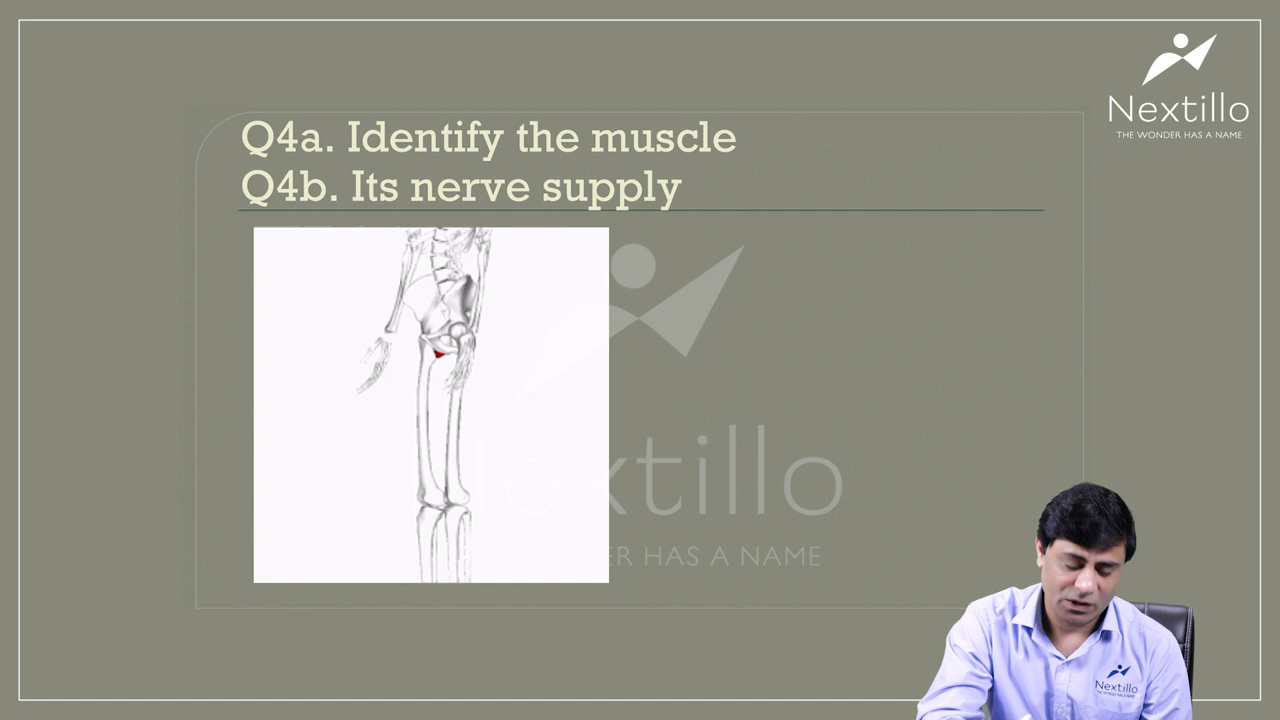 Nextillo
THE WONDER HAS A NAME
Q4a. Identify the muscle
Q4b. Its nerve supply
Nextillo
ER HAS A NAME
Nextillo